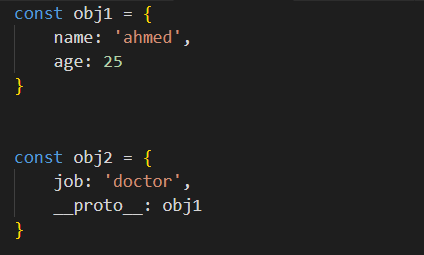 const obj1 = {
    name: 'ahmed',
    age: 25
}
const obj2 = {
    job: 'doctor',
    __proto__: obj1
}